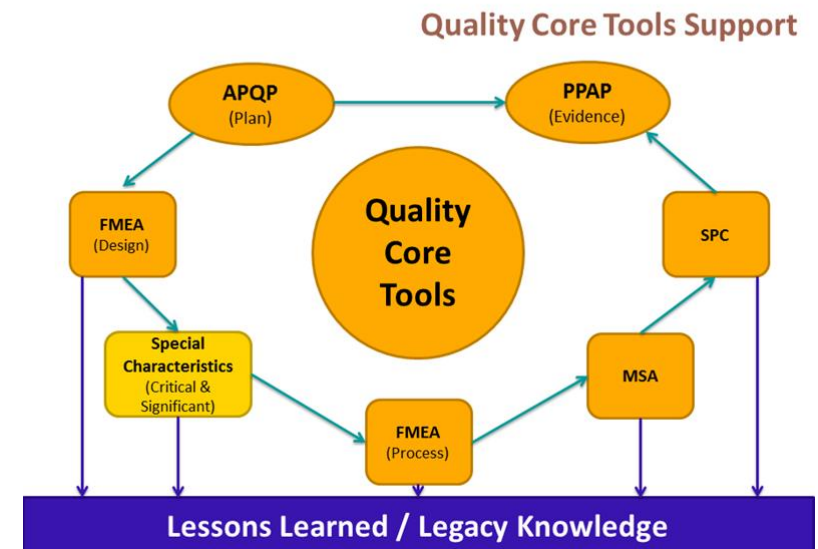 Quality Core Tools Support
APQP
(Plan)
PPAP
(Evidence)
Quality
Core
Tools
FMEA
(Design)
SPC
Special
Characteristics
(Critical &
Significant)
MSA
FMEA
(Process)
Lessons Learned / Legacy Knowledge